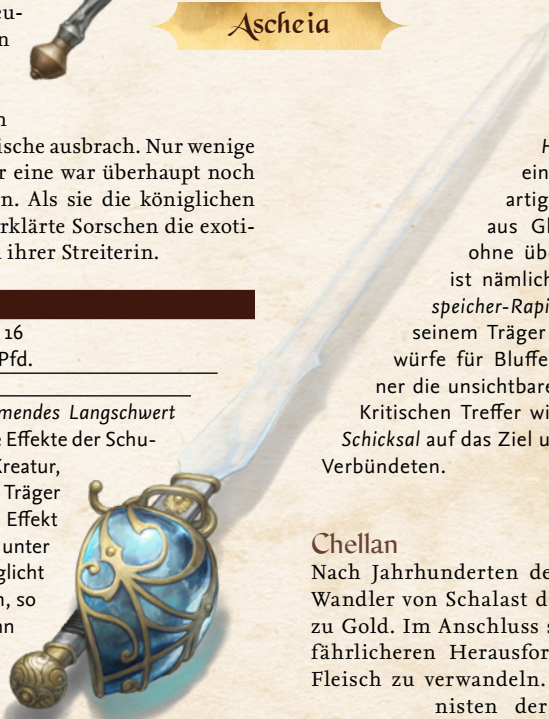 Ascheia
eu-
n
n
ische ausbrach. Nur wenige
r eine war überhaupt noch
n. Als sie die königlichen
rklärte Sorschen die exoti-
ihrer Streiterin.
16
Pfd.
mendes Langschwert
e Effekte der Schu-
Kreatur,
Träger
Effekt
unter
glicht
n, so
nn
H
ein
artig
aus Gl
ohne übe
ist nämlich
speicher-Rapi
seinem Träger
würfe für Bluffe
ner die unsichtbare
Kritischen Treffer wi
Schicksal auf das Ziel u
Verbündeten.
Chellan
Nach Jahrhunderten de
Wandler von Schalast d
zu Gold. Im Anschluss s
fährlicheren Herausfor
Fleisch zu verwandeln.
nisten der